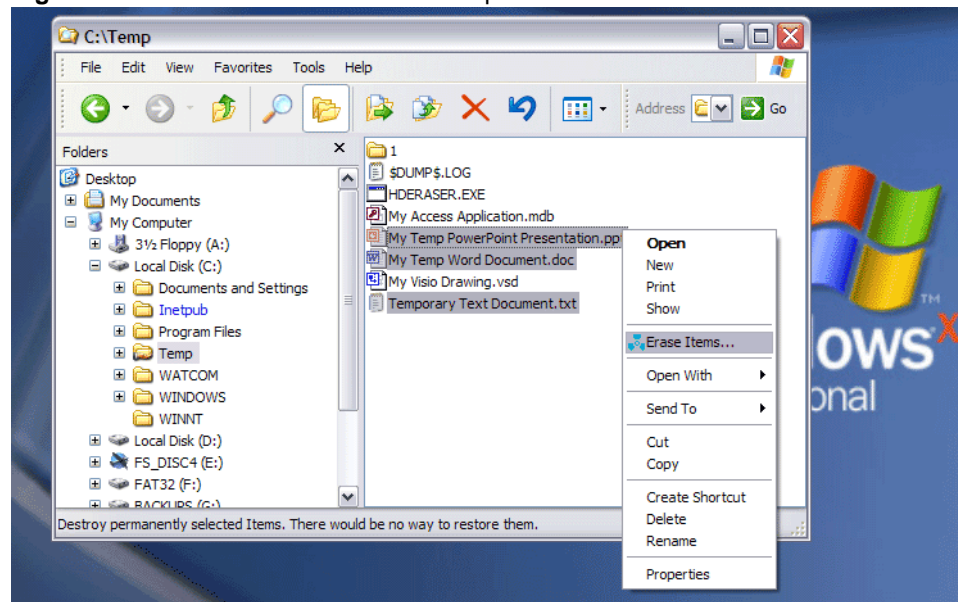 C:\Temp
File Edit View Favorites Tools Help
Address Go
Folders ×
Desktop
My Documents
My Computer
3½ Floppy (A:)
Local Disk (C:)
Documents and Settings
Inetpub
Program Files
Temp
WATCOM
WINDOWS
WINNT
Local Disk (D:)
FS_DISC4 (E:)
FAT32 (F:)
BACKUPS (G:)
1
$DUMP$.LOG
HDERASER.EXE
My Access Application.mdb
My Temp PowerPoint Presentation.pp
My Temp Word Document.doc
My Visio Drawing.vsd
Temporary Text Document.txt
Open
New
Print
Show
Erase Items...
Open With
Send To
Cut
Copy
Create Shortcut
Delete
Rename
Properties
Destroy permanently selected Items. There would be no way to restore them.
TM
ows
onal